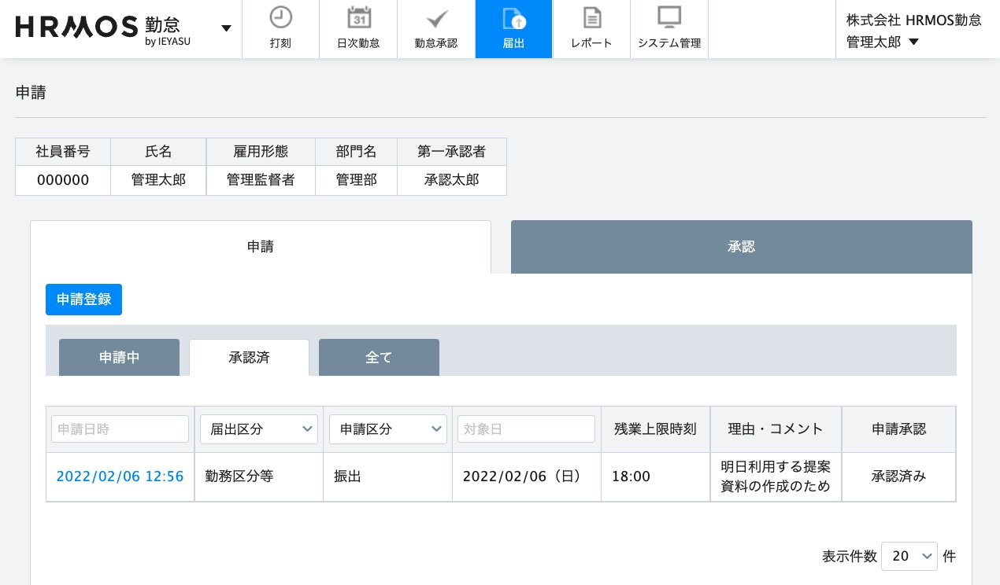 HRMOS 勤怠
by IEYASU
打刻
31
日次勤怠
勤怠承認
届出
レポート
システム管理
株式会社 HRMOS勤怠
管理太郎
申請
社員番号 氏名 雇用形態 部門名 第一承認者
000000 管理太郎 管理監督者 管理部 承認太郎
申請 承認
申請登録
申請中 承認済 全て
申請日時 届出区分 申請区分 対象日 残業上限時刻 理由・コメント 申請承認
2022/02/06 12:56 勤務区分等 振出 2022/02/06（日） 18:00 明日利用する提案
資料の作成のため 承認済み
表示件数 20 件